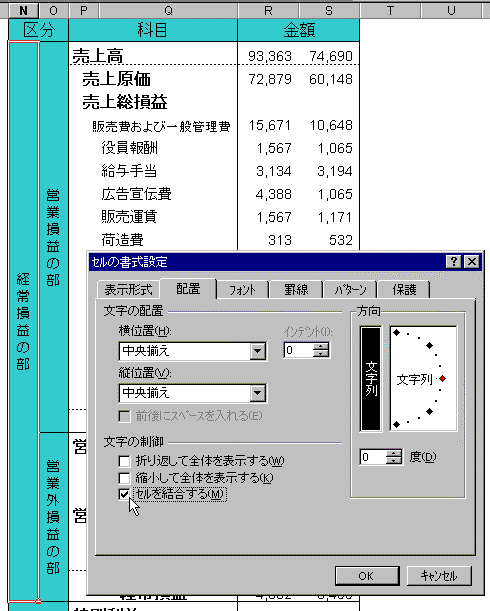 N O P Q R S T U
区分 科目 金額
売上高 93,363 74,690
売上原価 72,879 60,148
売上総損益
販売費および一般管理費 15,671 10,648
役員報酬 1,567 1,065
給与手当 3,134 3,194
広告宣伝費 4,388 1,065
販売運賃 1,567 1,171
荷造費 313 532
経常損益の部
営業損益の部
営業外損益の部
営
営
セルの書式設定
表示形式 配置 フォント 罫線 パターン 保護
文字の配置
横位置(H):
中央揃え
インデント(I):
0
縦位置(V):
中央揃え
前後にスペースを入れる(E)
文字の制御
折り返して全体を表示する(W)
縮小して全体を表示する(K)
セルを結合する(M)
方向
文字列
文字列
0 度(D)
OK キャンセル